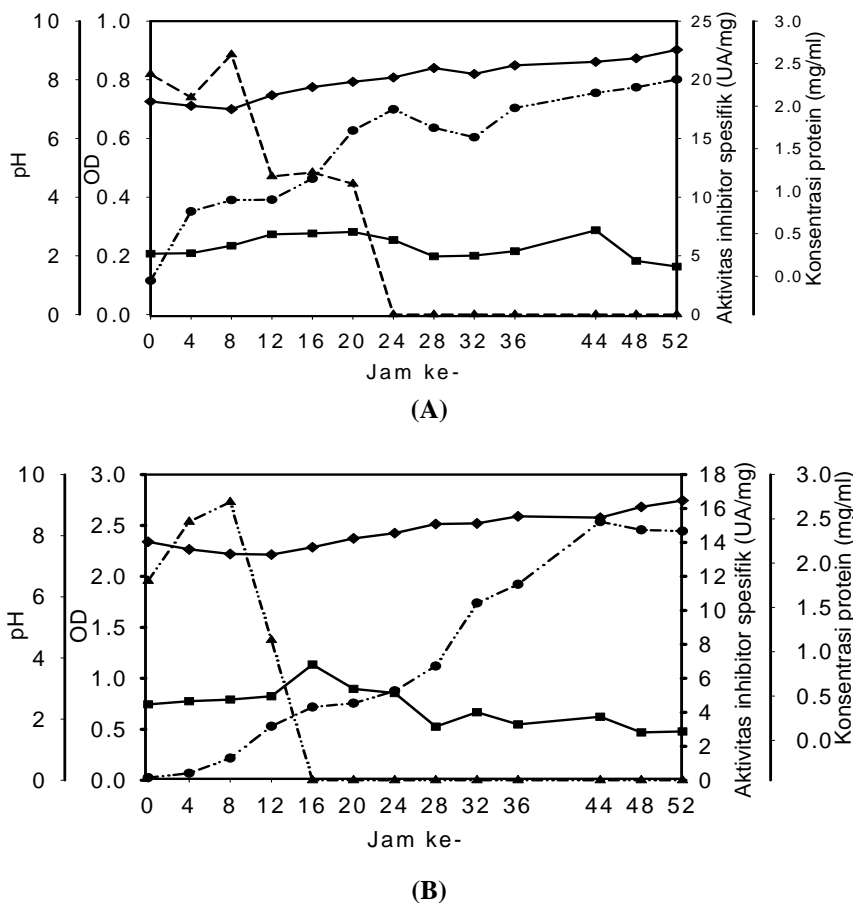 10 1.0 25 3.0
8 0.8 20 2.5
2.0
6 0.6 15 1.5
4 0.4 10 1.0
0.5
2 0.2 5 0.0
0 0.0 0
pH
OD
Aktivitas inhibitor spesifik (UA/mg)
Konsentrasi protein (mg/ml)
0 4 8 12 16 20 24 28 32 36 44 48 52
Jam ke-
(A)
10 3.0 18 3.0
16
8 2.5 14 2.5
2.0 12 2.0
6 10
1.5 1.5
4 8 1.0
1.0 6
0.5
2 0.5 4
2 0.0
0 0.0 0
pH
OD
Aktivitas inhibitor spesifik (UA/mg)
Konsentrasi protein (mg/ml)
0 4 8 12 16 20 24 28 32 36 44 48 52
Jam ke-
(B)